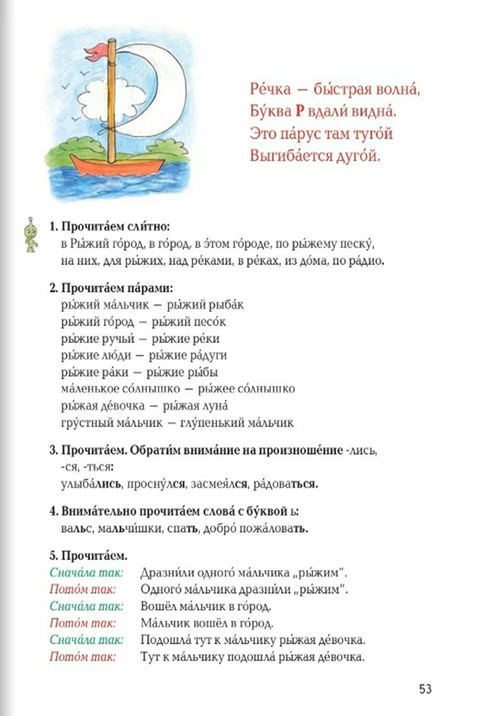 Ре́чка — бы́страя волна́,
Бу́ква Р вдали́ видна́.
Э́то па́рус там туго́й
Выгиба́ется дуго́й.
1. Прочита́ем сли́тно:
в Ры́жий го́род, в го́род, в э́том го́роде, по ры́жему песку́,
на них, для ры́жих, над ре́ками, в ре́ках, из до́ма, по ра́дио.
2. Прочита́ем па́рами:
ры́жий ма́льчик — ры́жий рыба́к
ры́жий го́род — ры́жий песо́к
ры́жие ручьи́ — ры́жие ре́ки
ры́жие лю́ди — ры́жие ра́дуги
ры́жие ра́ки — ры́жие ры́бы
ма́ленькое со́лнышко — ры́жее со́лнышко
ры́жая де́вочка — ры́жая луна́
гру́стный ма́льчик — глу́пенький ма́льчик
3. Прочита́ем. Обрати́м внима́ние на произноше́ние -лись,
-ся, -ться:
улыба́лись, просну́лся, засмея́лся, ра́доваться.
4. Внима́тельно прочита́ем слова́ с бу́квой ь:
вальс, мальчи́шки, спать, добро́ пожа́ловать.
5. Прочита́ем.
Снача́ла так: Дразни́ли одного́ ма́льчика „ры́жим“.
Пото́м так: Одного́ ма́льчика дразни́ли „ры́жим“.
Снача́ла так: Вошёл ма́льчик в го́род.
Пото́м так: Ма́льчик вошёл в го́род.
Снача́ла так: Подошла́ тут к ма́льчику ры́жая де́вочка.
Пото́м так: Тут к ма́льчику подошла́ ры́жая де́вочка.
53